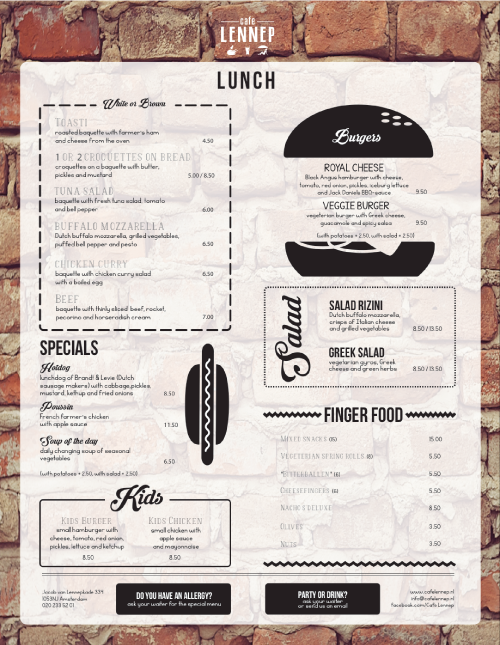 cafe
LENNEP
LUNCH
White or Brown
TOASTI
roasted baguette with farmer's ham
and cheese from the oven 4.50
1 OR 2 CROQUETTES ON BREAD
croquettes on a baguette with butter,
pickles and mustard 5.00 / 8.50
TUNA SALAD
baguette with fresh tuna salad, tomato
and bell pepper 6.00
BUFFALO MOZZARELLA
Dutch buffalo mozzarella, grilled vegetables,
puffed bell pepper and pesto 6.50
CHICKEN CURRY
baguette with chicken curry salad 6.50
with a boiled egg
BEEF
baguette with thinly sliced beef, rocket,
pecorino and horseradish cream 7.00
SPECIALS
Hotdog
lunchdog of Brandt & Levie (Dutch
sausage makers) with cabbage,pickles,
mustard, ketchup and fried onions 8.50
Poussin
French farmer's chicken
with apple sauce 11.50
Soup of the day
daily changing soup of seasonal
vegetables 6.50
(with potatoes + 2.50, with salad + 2.50)
Kids
KIDS BURGER
small hamburger with
cheese, tomato, red onion,
pickles, lettuce and ketchup
8.50
KIDS CHICKEN
small chicken with
apple sauce
and mayonnaise
8.50
Burgers
ROYAL CHEESE
Black Angus hamburger with cheese,
tomato, red onion, pickles, iceburg lettuce
and Jack Daniels BBQ-sauce 9.50
VEGGIE BURGER
vegetarian burger with Greek cheese,
guacamole and spicy salsa 9.50
(with potatoes + 2.50, with salad + 2.50)
Salad
SALAD RIZINI
Dutch buffalo mozzarella,
crisps of Italian cheese
and grilled vegetables 8.50 / 13.50
GREEK SALAD
vegetarian gyros, Greek
cheese and green herbs 8.50 / 13.50
FINGER FOOD
MIXED SNACKS (15) 15.00
VEGETARIAN SPRING ROLLS (8) 5.50
"BITTERBALLEN" (6) 5.50
CHEESEFINGERS (6) 5.50
NACHO'S DELUXE 8.50
OLIVES 3.50
NUTS 3.50
Jacob van Lennepkade 334
1053NJ Amsterdam
020 233 52 01
DO YOU HAVE AN ALLERGY?
ask your waiter for the special menu
PARTY OR DRINK?
ask your waiter
or send us an email
www.cafelennep.nl
info@cafelennep.nl
facebook.com/CafeLennep